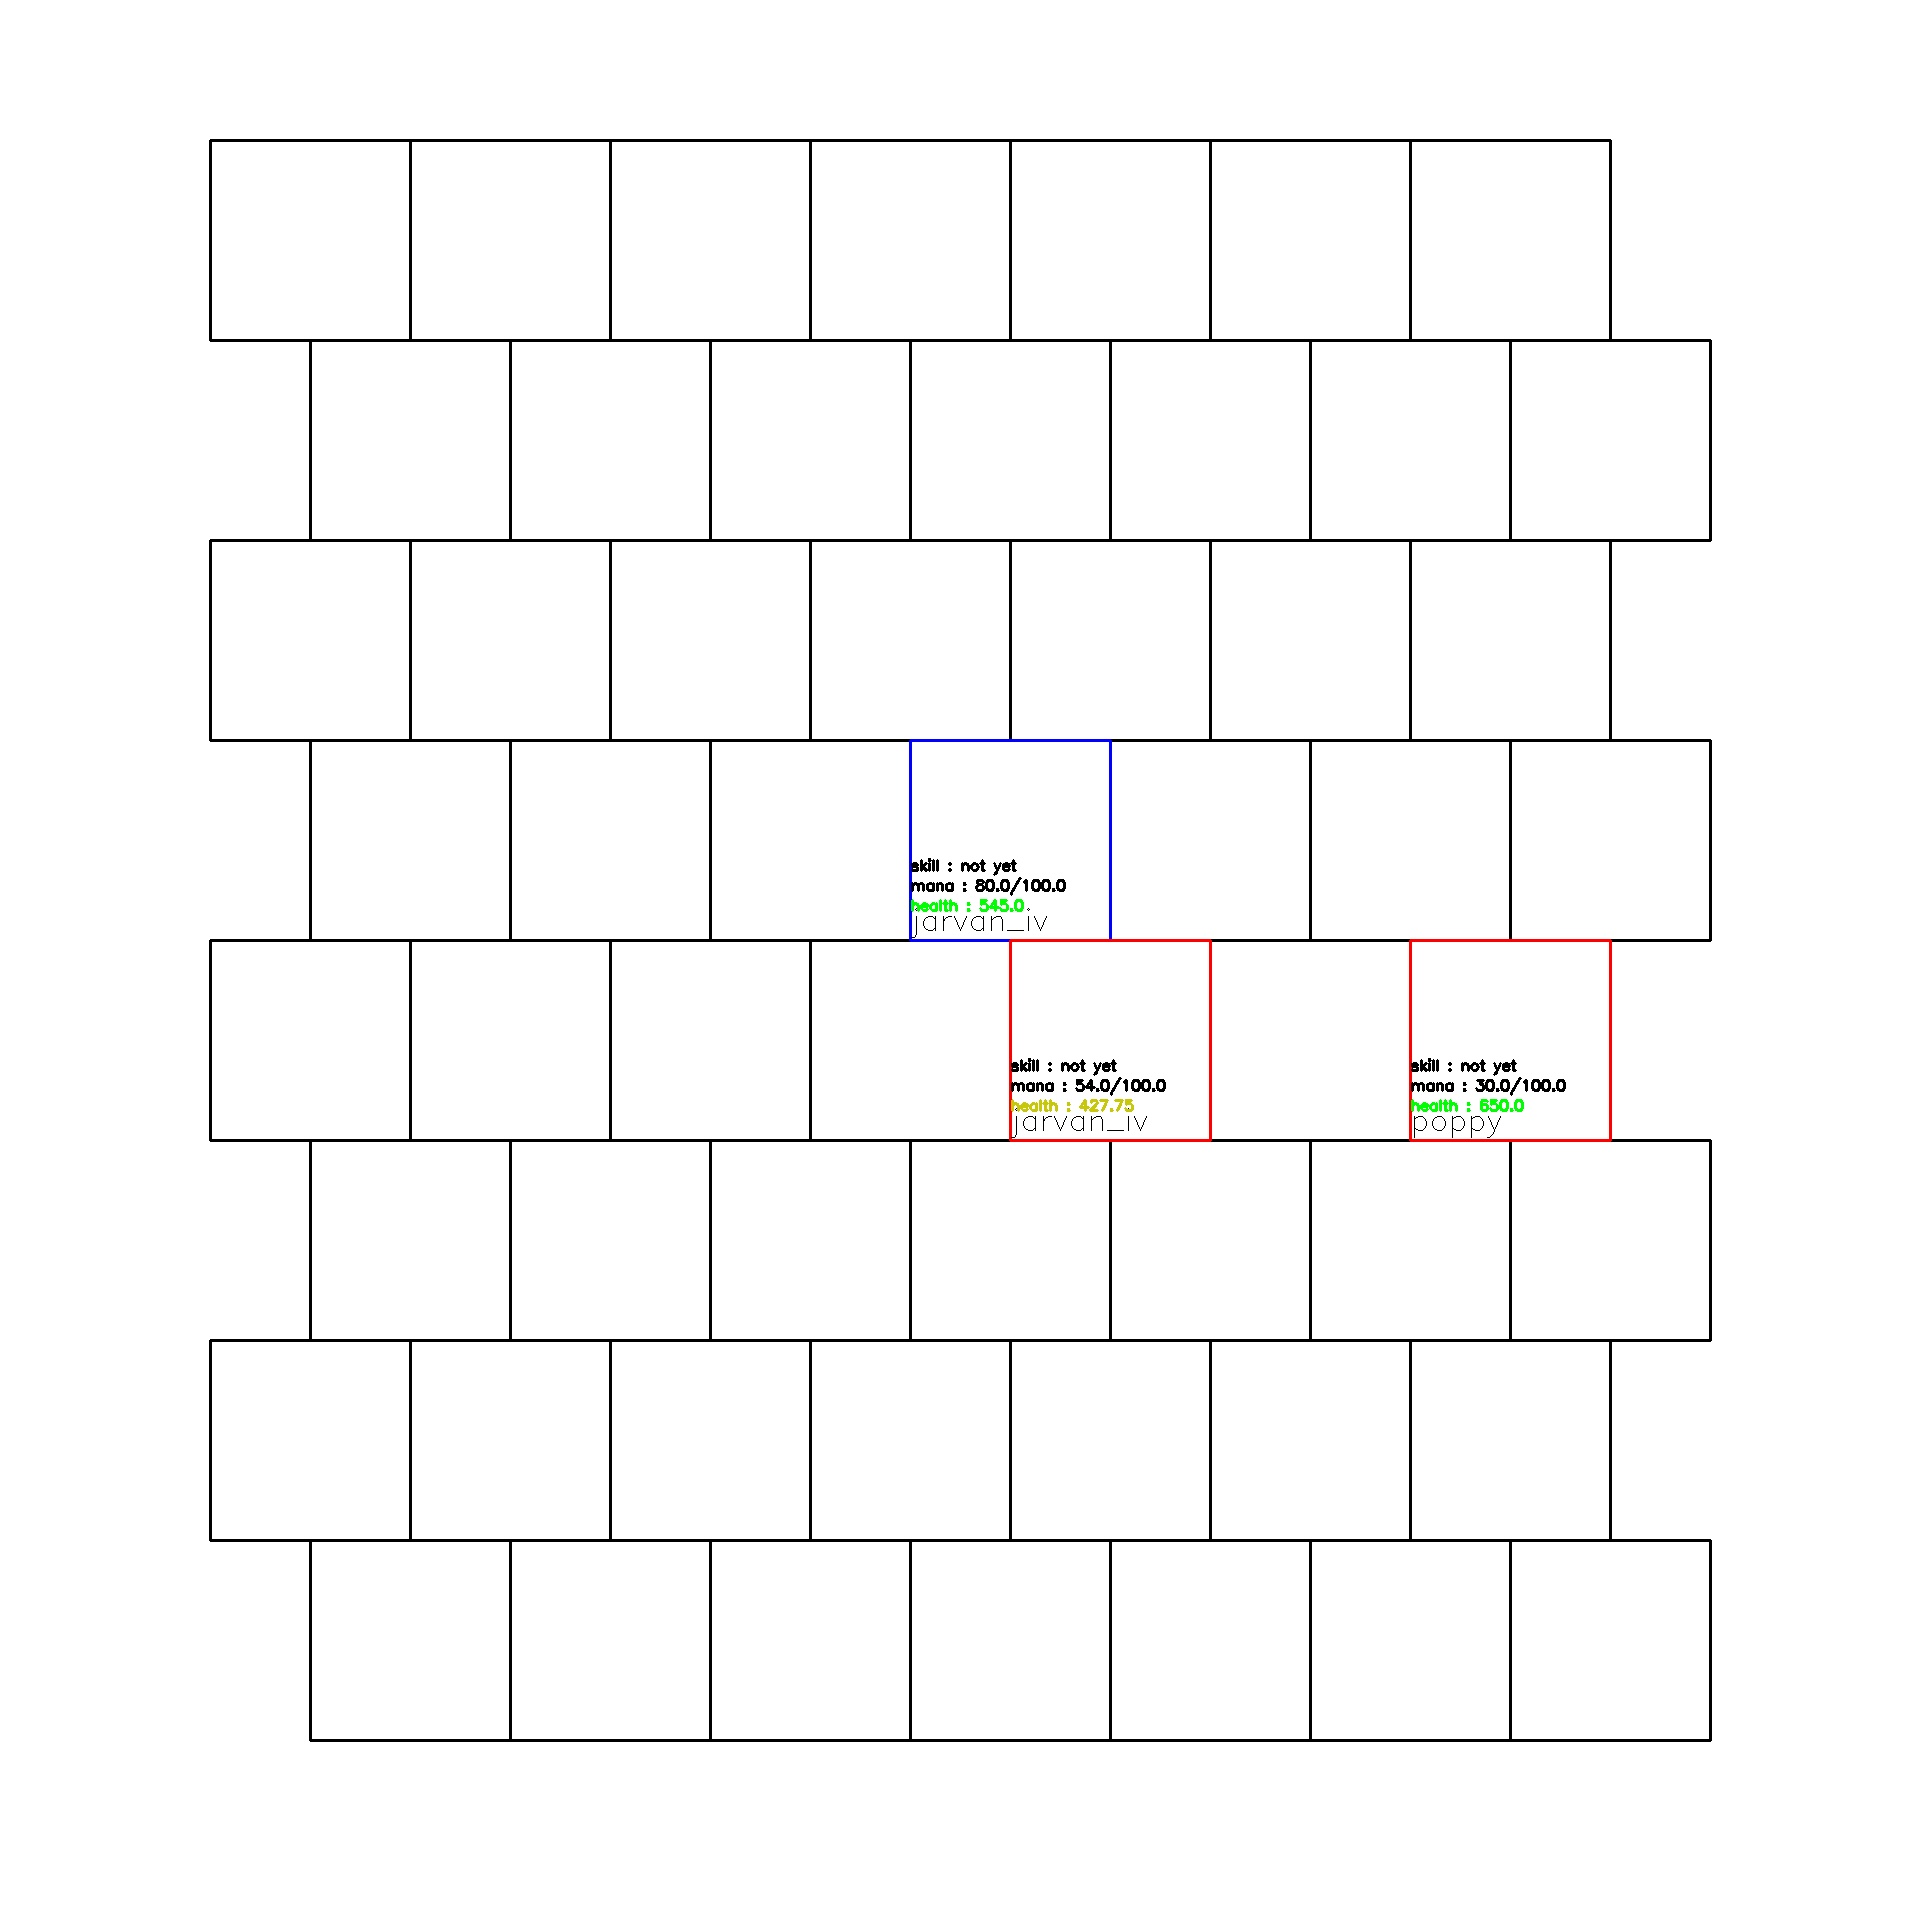 skill : not yet
mana : 80.0/100.0
health : 545.0
jarvan_iv
skill : not yet
mana : 54.0/100.0
health : 427.75
jarvan_iv
skill : not yet
mana : 30.0/100.0
health : 650.0
poppy